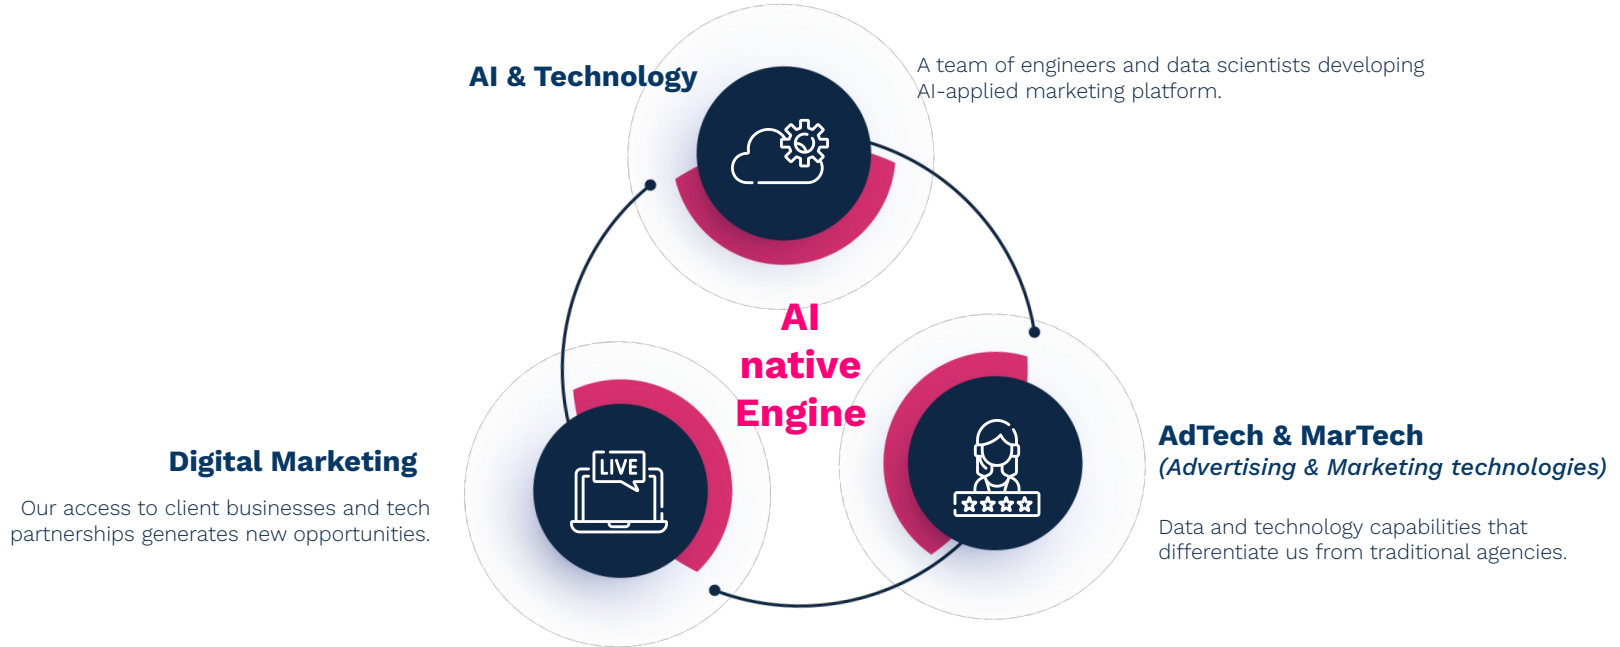 AI & Technology
A team of engineers and data scientists developing
AI-applied marketing platform.
AI
native
Engine
LIVE
Digital Marketing
Our access to client businesses and tech
partnerships generates new opportunities.
AdTech & MarTech
(Advertising & Marketing technologies)
Data and technology capabilities that
differentiate us from traditional agencies.